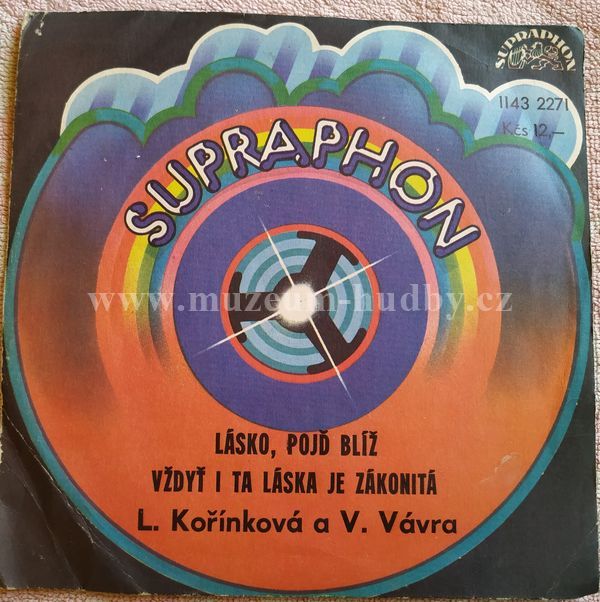 SUPRAPHON
1143 2271
Kčs 12,–
SUPRAPHON
www.muzeum-hudby.cz
LÁSKO, POJĎ BLÍŽ
VŽDYŤ I TA LÁSKA JE ZÁKONITÁ
L. Kořínková a V. Vávra